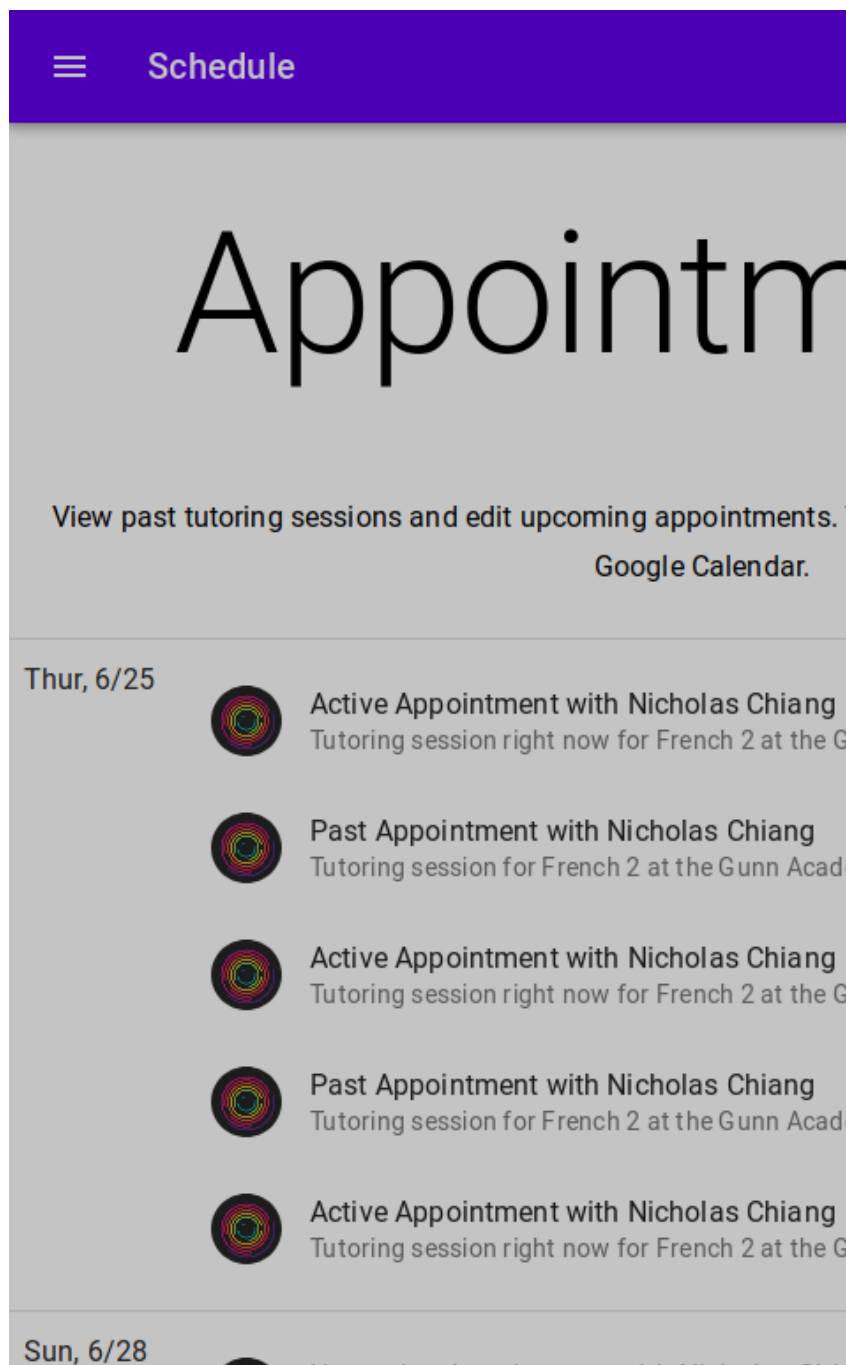 Schedule
Appointm
View past tutoring sessions and edit upcoming appointments.
Google Calendar.
Thur, 6/25
Active Appointment with Nicholas Chiang
Tutoring session right now for French 2 at the G
Past Appointment with Nicholas Chiang
Tutoring session for French 2 at the Gunn Acad
Active Appointment with Nicholas Chiang
Tutoring session right now for French 2 at the G
Past Appointment with Nicholas Chiang
Tutoring session for French 2 at the Gunn Acad
Active Appointment with Nicholas Chiang
Tutoring session right now for French 2 at the G
Sun, 6/28